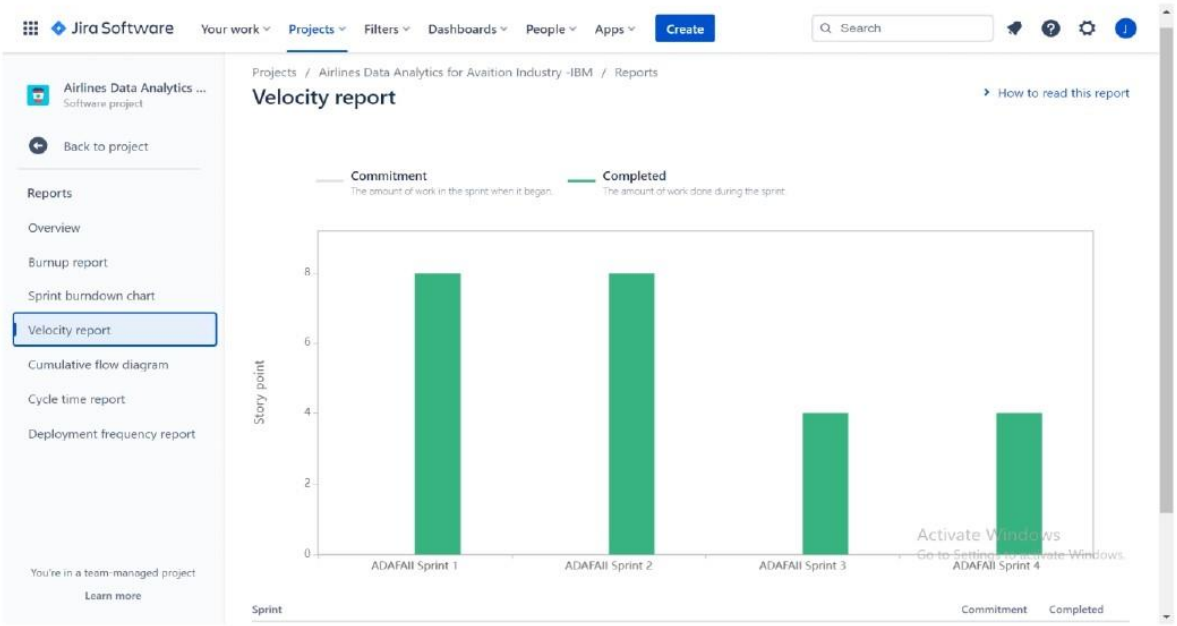 Jira Software Your work Projects Filters Dashboards People Apps Create Search J
Airlines Data Analytics ...
Software project
Back to project
Reports
Overview
Burnup report
Sprint burndown chart
Velocity report
Cumulative flow diagram
Cycle time report
Deployment frequency report
You're in a team-managed project
Learn more
Projects / Airlines Data Analytics for Avaition Industry -IBM / Reports
Velocity report
How to read this report
Commitment
The amount of work in the sprint when it began.
Completed
The amount of work done during the sprint.
Story point
8
6
4
2
0
ADAFAII Sprint 1 ADAFAII Sprint 2 ADAFAII Sprint 3 ADAFAII Sprint 4
Activate Windows
Go to Settings to activate Windows.
Sprint Commitment Completed